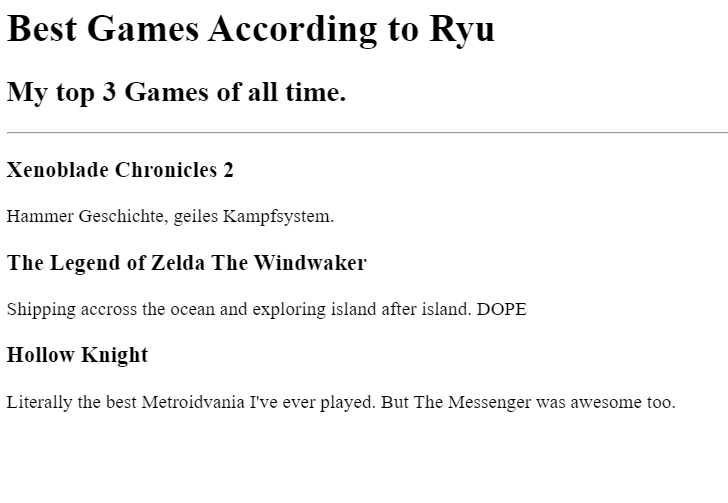 Best Games According to Ryu
My top 3 Games of all time.
Xenoblade Chronicles 2
Hammer Geschichte, geiles Kampfsystem.
The Legend of Zelda The Windwaker
Shipping accross the ocean and exploring island after island. DOPE
Hollow Knight
Literally the best Metroidvania I've ever played. But The Messenger was awesome too.